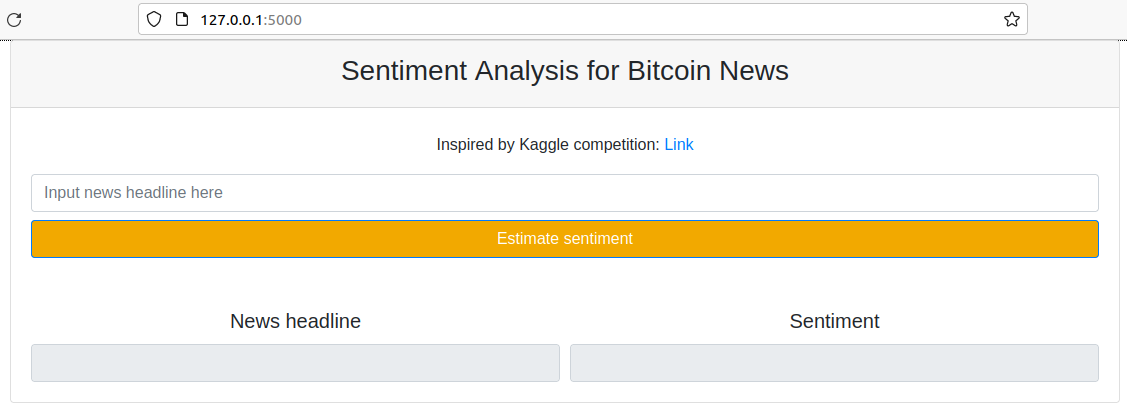 127.0.0.1:5000
Sentiment Analysis for Bitcoin News
Inspired by Kaggle competition: Link
Input news headline here
Estimate sentiment
News headline
Sentiment